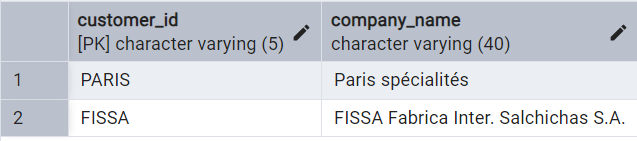 customer_id company_name
[PK] character varying (5) character varying (40)
1 PARIS Paris spécialités
2 FISSA FISSA Fabrica Inter. Salchichas S.A.